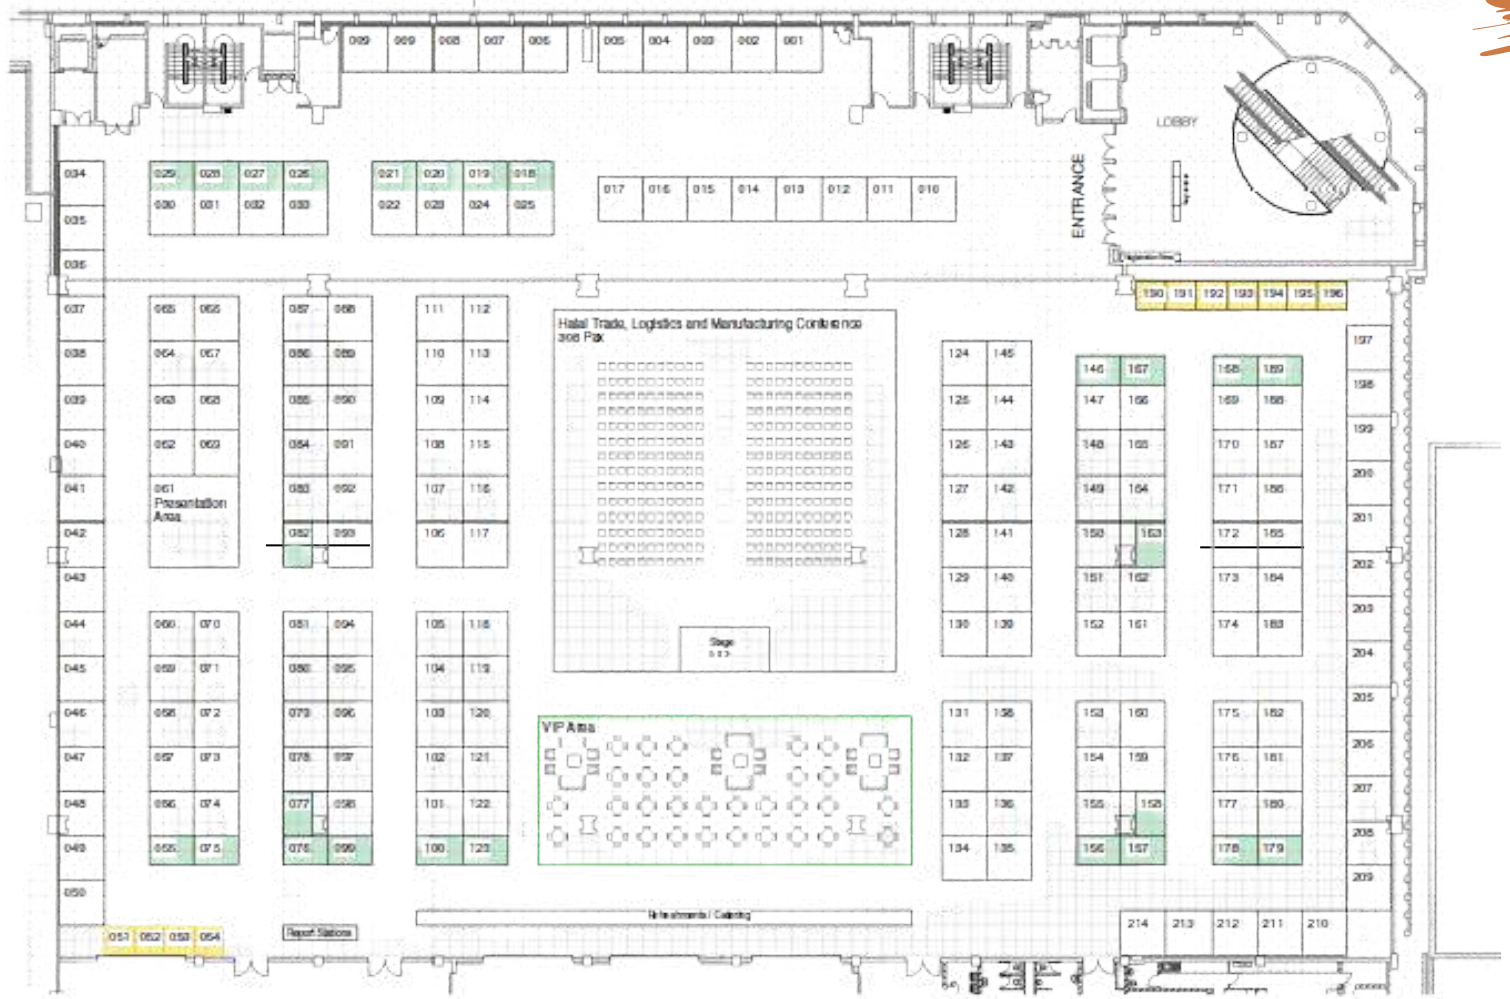 009 009 008 007 006 005 004 003 002 001
LOBBY
ENTRANCE
034 029 028 027 026 021 020 019 018
017 016 015 014 013 012 011 010
030 031 032 033 022 023 024 025
035
036
190 191 192 193 194 195 196
037 065 066 087 088 111 112
Halal Trade, Logistics and Manufacturing Conference
308 Pax
197
038 064 067 086 089 110 113 124 145
146 167 168 189
198
039 063 068 085 090 109 114 125 144 147 166 169 188
199
040 062 069 084 091 108 115 126 143 148 165 170 187
200
041 061 083 092 107 116 127 142 149 164 171 186
Presentation
Area
201
042 082 093 106 117 128 141 150 163 172 165
202
043 129 140 151 162 173 184
203
044 060 070 081 094 105 118 130 139 152 161 174 183
Stage
204
045 059 071 080 095 104 119
205
046 058 072 079 096 103 120 131 138 153 160 175 182
VIP Area
206
047 057 073 078 097 102 121 132 137 154 159 176 181
207
048 056 074 077 098 101 122 133 136 155 158 177 180
208
049 055 075 076 099 100 123 134 135 156 157 178 179
209
050
Refreshments / Catering
214 213 212 211 210
051 052 053 054
Report Stations